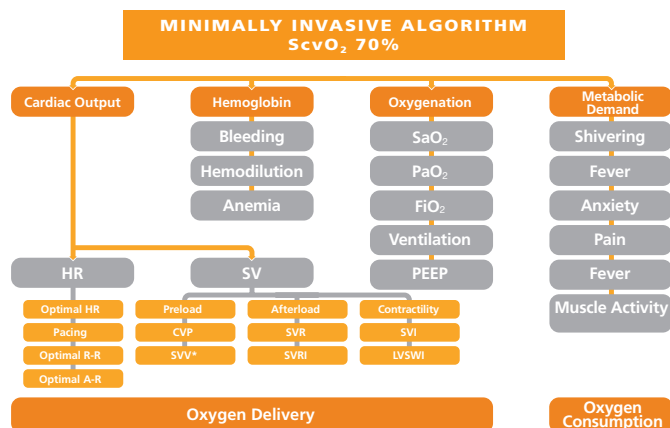 MINIMALLY INVASIVE ALGORITHM
ScvO₂ 70%
Cardiac Output
Hemoglobin
Oxygenation
Metabolic
Demand
Bleeding
SaO₂
Shivering
Hemodilution
PaO₂
Fever
Anemia
FiO₂
Anxiety
Ventilation
Pain
HR
SV
PEEP
Fever
Muscle Activity
Optimal HR
Preload
Afterload
Contractility
Pacing
CVP
SVR
SVI
Optimal R-R
SVV*
SVRI
LVSWI
Optimal A-R
Oxygen Delivery
Oxygen
Consumption